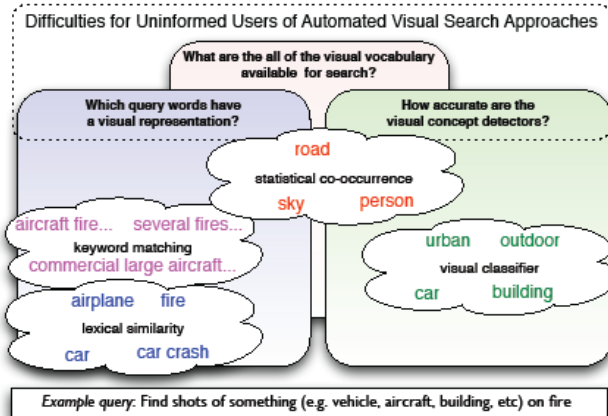 Difficulties for Uninformed Users of Automated Visual Search Approaches
What are the all of the visual vocabulary
available for search?
Which query words have
a visual representation?
How accurate are the
visual concept detectors?
road
statistical co-occurrence
sky person
aircraft fire... several fires...
keyword matching
commercial large aircraft...
urban outdoor
visual classifier
car building
airplane fire
lexical similarity
car car crash
Example query: Find shots of something (e.g. vehicle, aircraft, building, etc) on fire